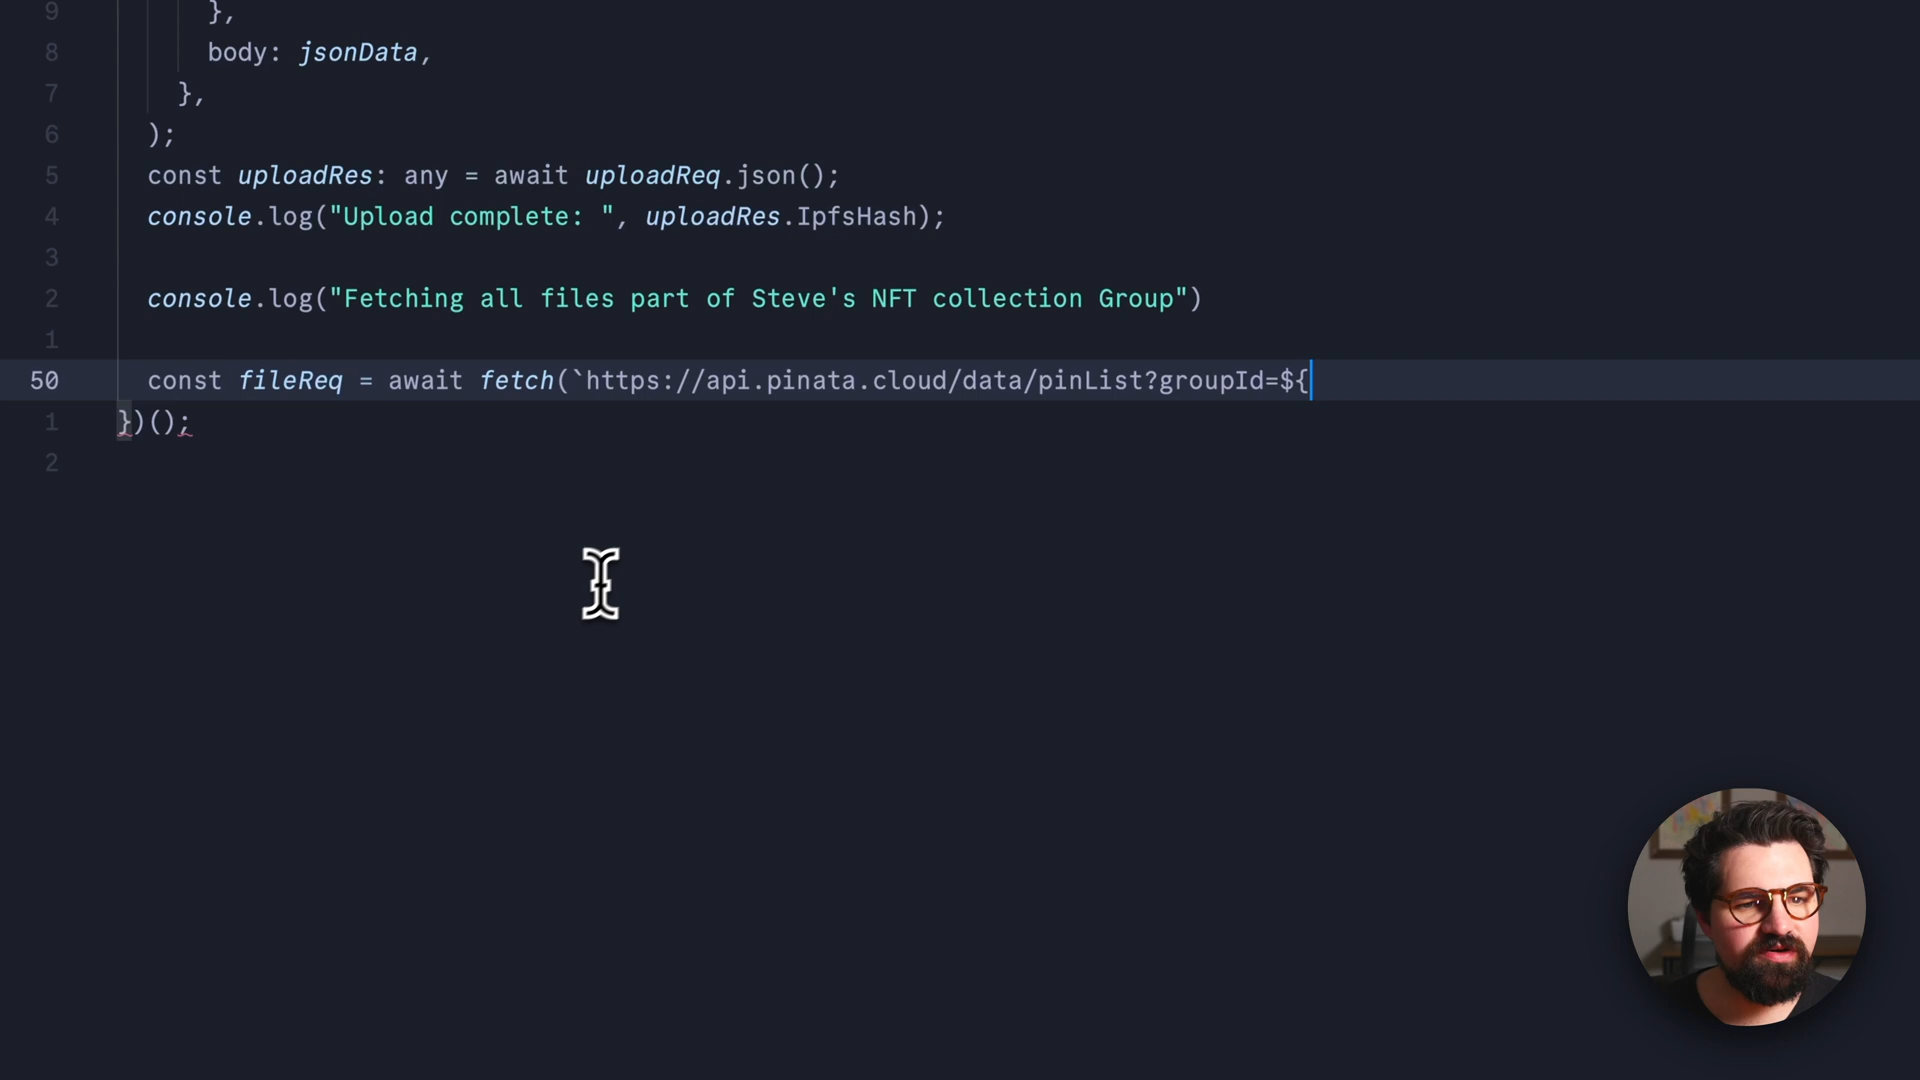 9 },
8 body: jsonData,
7 },
6 );
5 const uploadRes: any = await uploadReq.json();
4 console.log("Upload complete: ", uploadRes.IpfsHash);
3
2 console.log("Fetching all files part of Steve's NFT collection Group")
1
50 const fileReq = await fetch(`https://api.pinata.cloud/data/pinList?groupId=${
1 })();
2